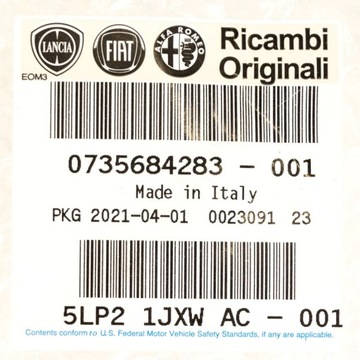 LANCIA
FIAT
ALFA ROMEO
Ricambi
Originali
EOM3
0735684283 - 001
Made in Italy
PKG 2021-04-01 0023091 23
5LP2 1JXW AC - 001
Contents conform to U.S. Federal Motor Vehicle Safety Standards, if any are applicable.